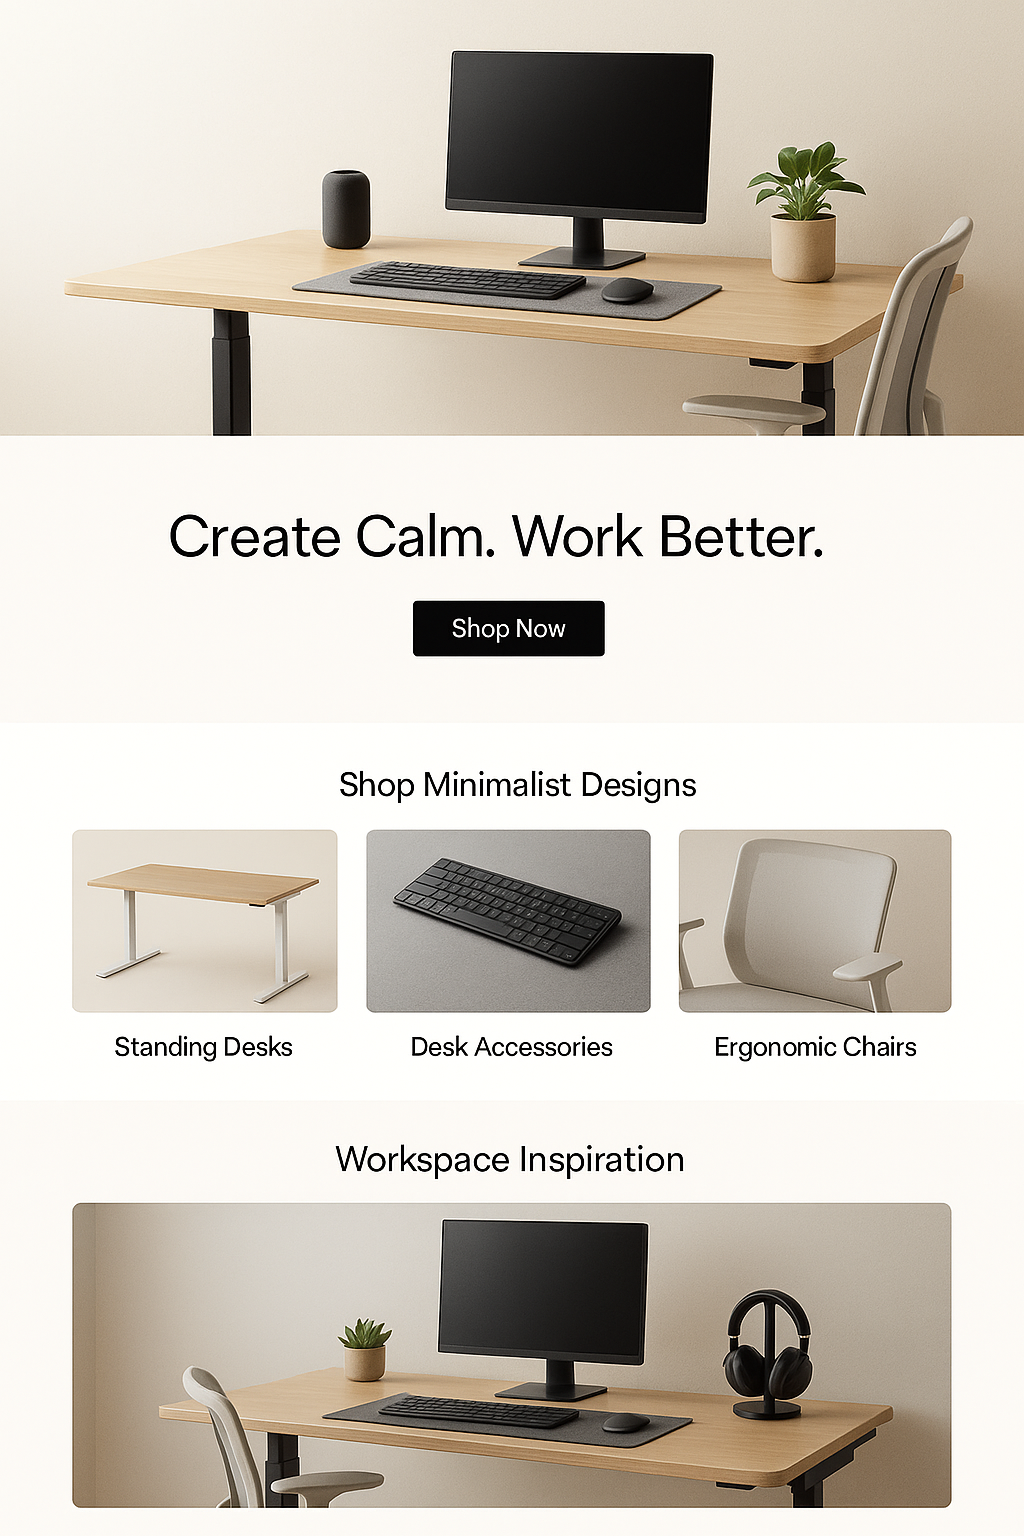 Create Calm. Work Better.
Shop Now
Shop Minimalist Designs
Standing Desks
Desk Accessories
Ergonomic Chairs
Workspace Inspiration